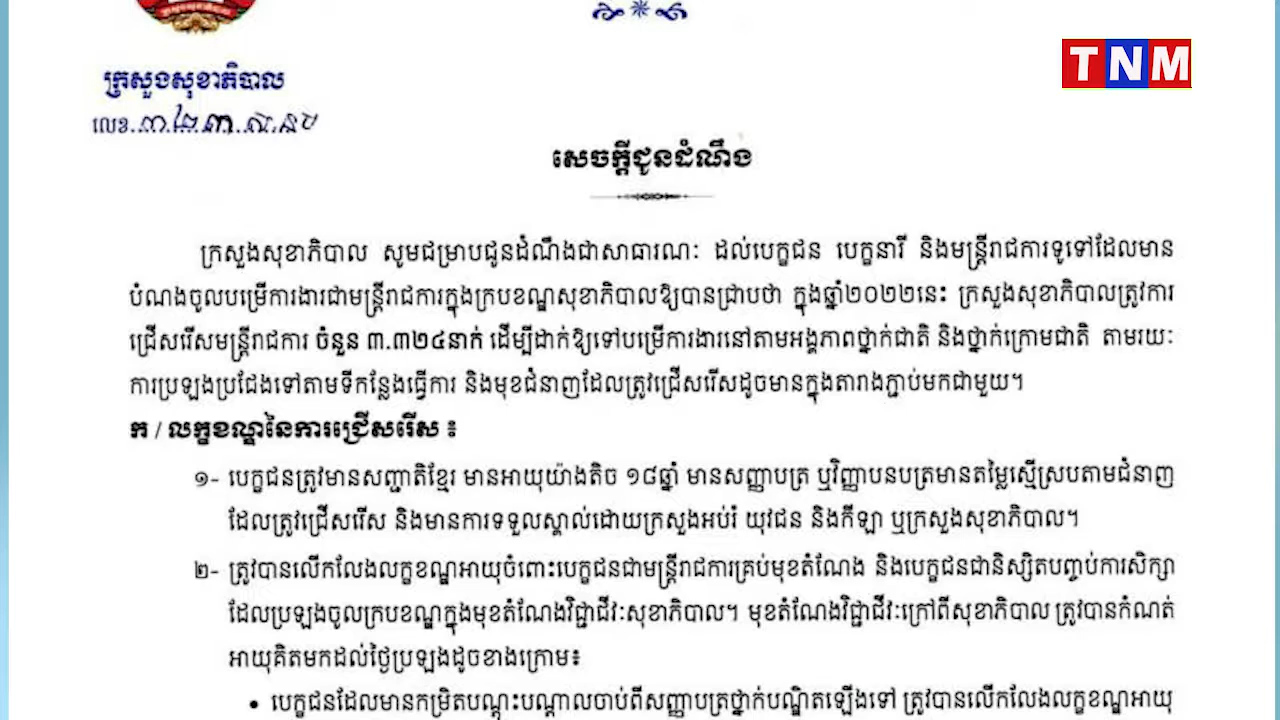 TNM
ក្រសួងសុខាភិបាល
លេខ
សេចក្តីជូនដំណឹង
ក្រសួងសុខាភិបាល សូមជម្រាបជូនដំណឹងជាសាធារណៈ ដល់បេក្ខជន បេក្ខនារី និងមន្ត្រីរាជការទូទៅដែលមាន
បំណងចូលបម្រើការងារជាមន្ត្រីរាជការក្នុងក្របខណ្ឌសុខាភិបាលឱ្យបានជ្រាបថា ក្នុងឆ្នាំ២០២២នេះ ក្រសួងសុខាភិបាលត្រូវការ
ជ្រើសរើសមន្ត្រីរាជការ ចំនួន ៣.៣២៤នាក់ ដើម្បីដាក់ឱ្យទៅបម្រើការងារនៅតាមអង្គភាពថ្នាក់ជាតិ និងថ្នាក់ក្រោមជាតិ តាមរយៈ
ការប្រឡងប្រជែងទៅតាមទីកន្លែងធ្វើការ និងមុខជំនាញដែលត្រូវជ្រើសរើសដូចមានក្នុងតារាងភ្ជាប់មកជាមួយ។
ក / លក្ខខណ្ឌនៃការជ្រើសរើស ៖
១- បេក្ខជនត្រូវមានសញ្ជាតិខ្មែរ មានអាយុយ៉ាងតិច ១៨ឆ្នាំ មានសញ្ញាបត្រ ឬវិញ្ញាបនបត្រមានតម្លៃស្មើស្របតាមជំនាញ
ដែលត្រូវជ្រើសរើស និងមានការទទួលស្គាល់ដោយក្រសួងអប់រំ យុវជន និងកីឡា ឬក្រសួងសុខាភិបាល។
២- ត្រូវបានលើកលែងលក្ខខណ្ឌអាយុចំពោះបេក្ខជនជាមន្ត្រីរាជការគ្រប់មុខតំណែង និងបេក្ខជនជានិស្សិតបញ្ចប់ការសិក្សា
ដែលប្រឡងចូលក្របខណ្ឌក្នុងមុខតំណែងវិជ្ជាជីវៈសុខាភិបាល។ មុខតំណែងវិជ្ជាជីវៈក្រៅពីសុខាភិបាល ត្រូវបានកំណត់
អាយុគិតមកដល់ថ្ងៃប្រឡងដូចខាងក្រោម៖
• បេក្ខជនដែលមានកម្រិតបណ្តុះបណ្តាលចាប់ពីសញ្ញាបត្រថ្នាក់បណ្ឌិតឡើងទៅ ត្រូវបានលើកលែងលក្ខខណ្ឌអាយុ